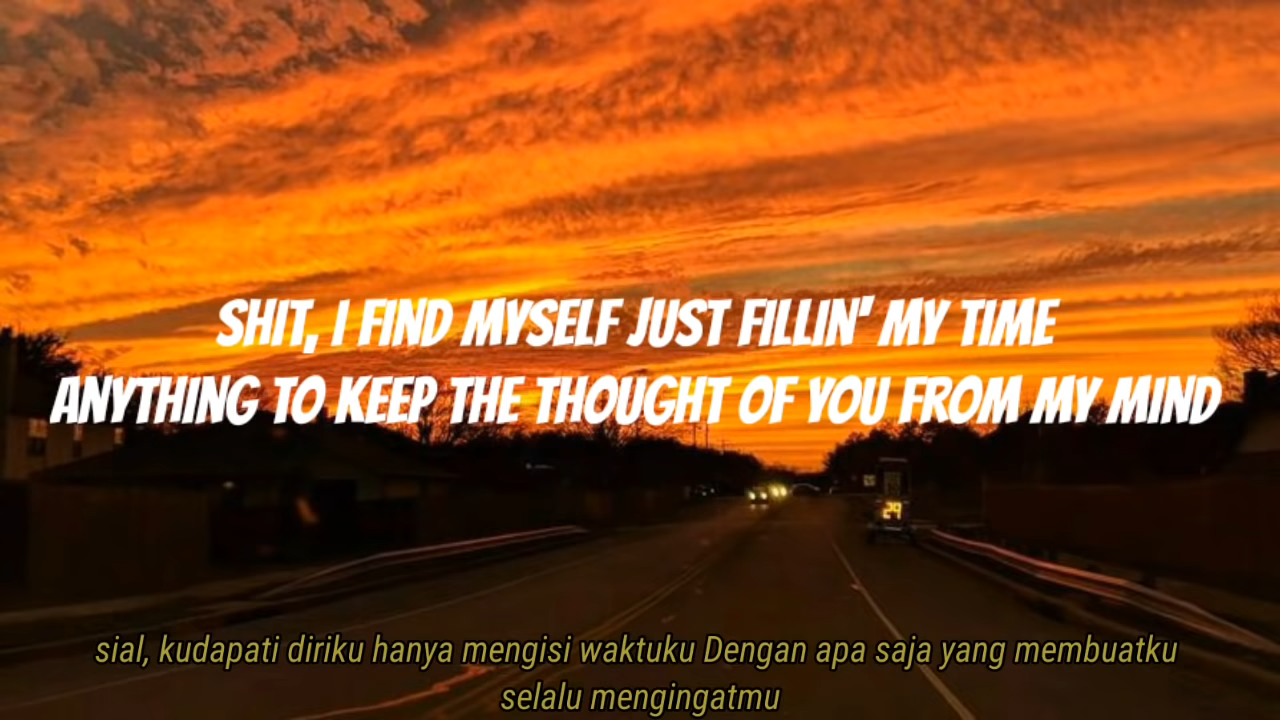 SHIT, I FIND MYSELF JUST FILLIN' MY TIME
ANYTHING TO KEEP THE THOUGHT OF YOU FROM MY MIND
29
sial, kudapati diriku hanya mengisi waktuku Dengan apa saja yang membuatku
selalu mengingatmu